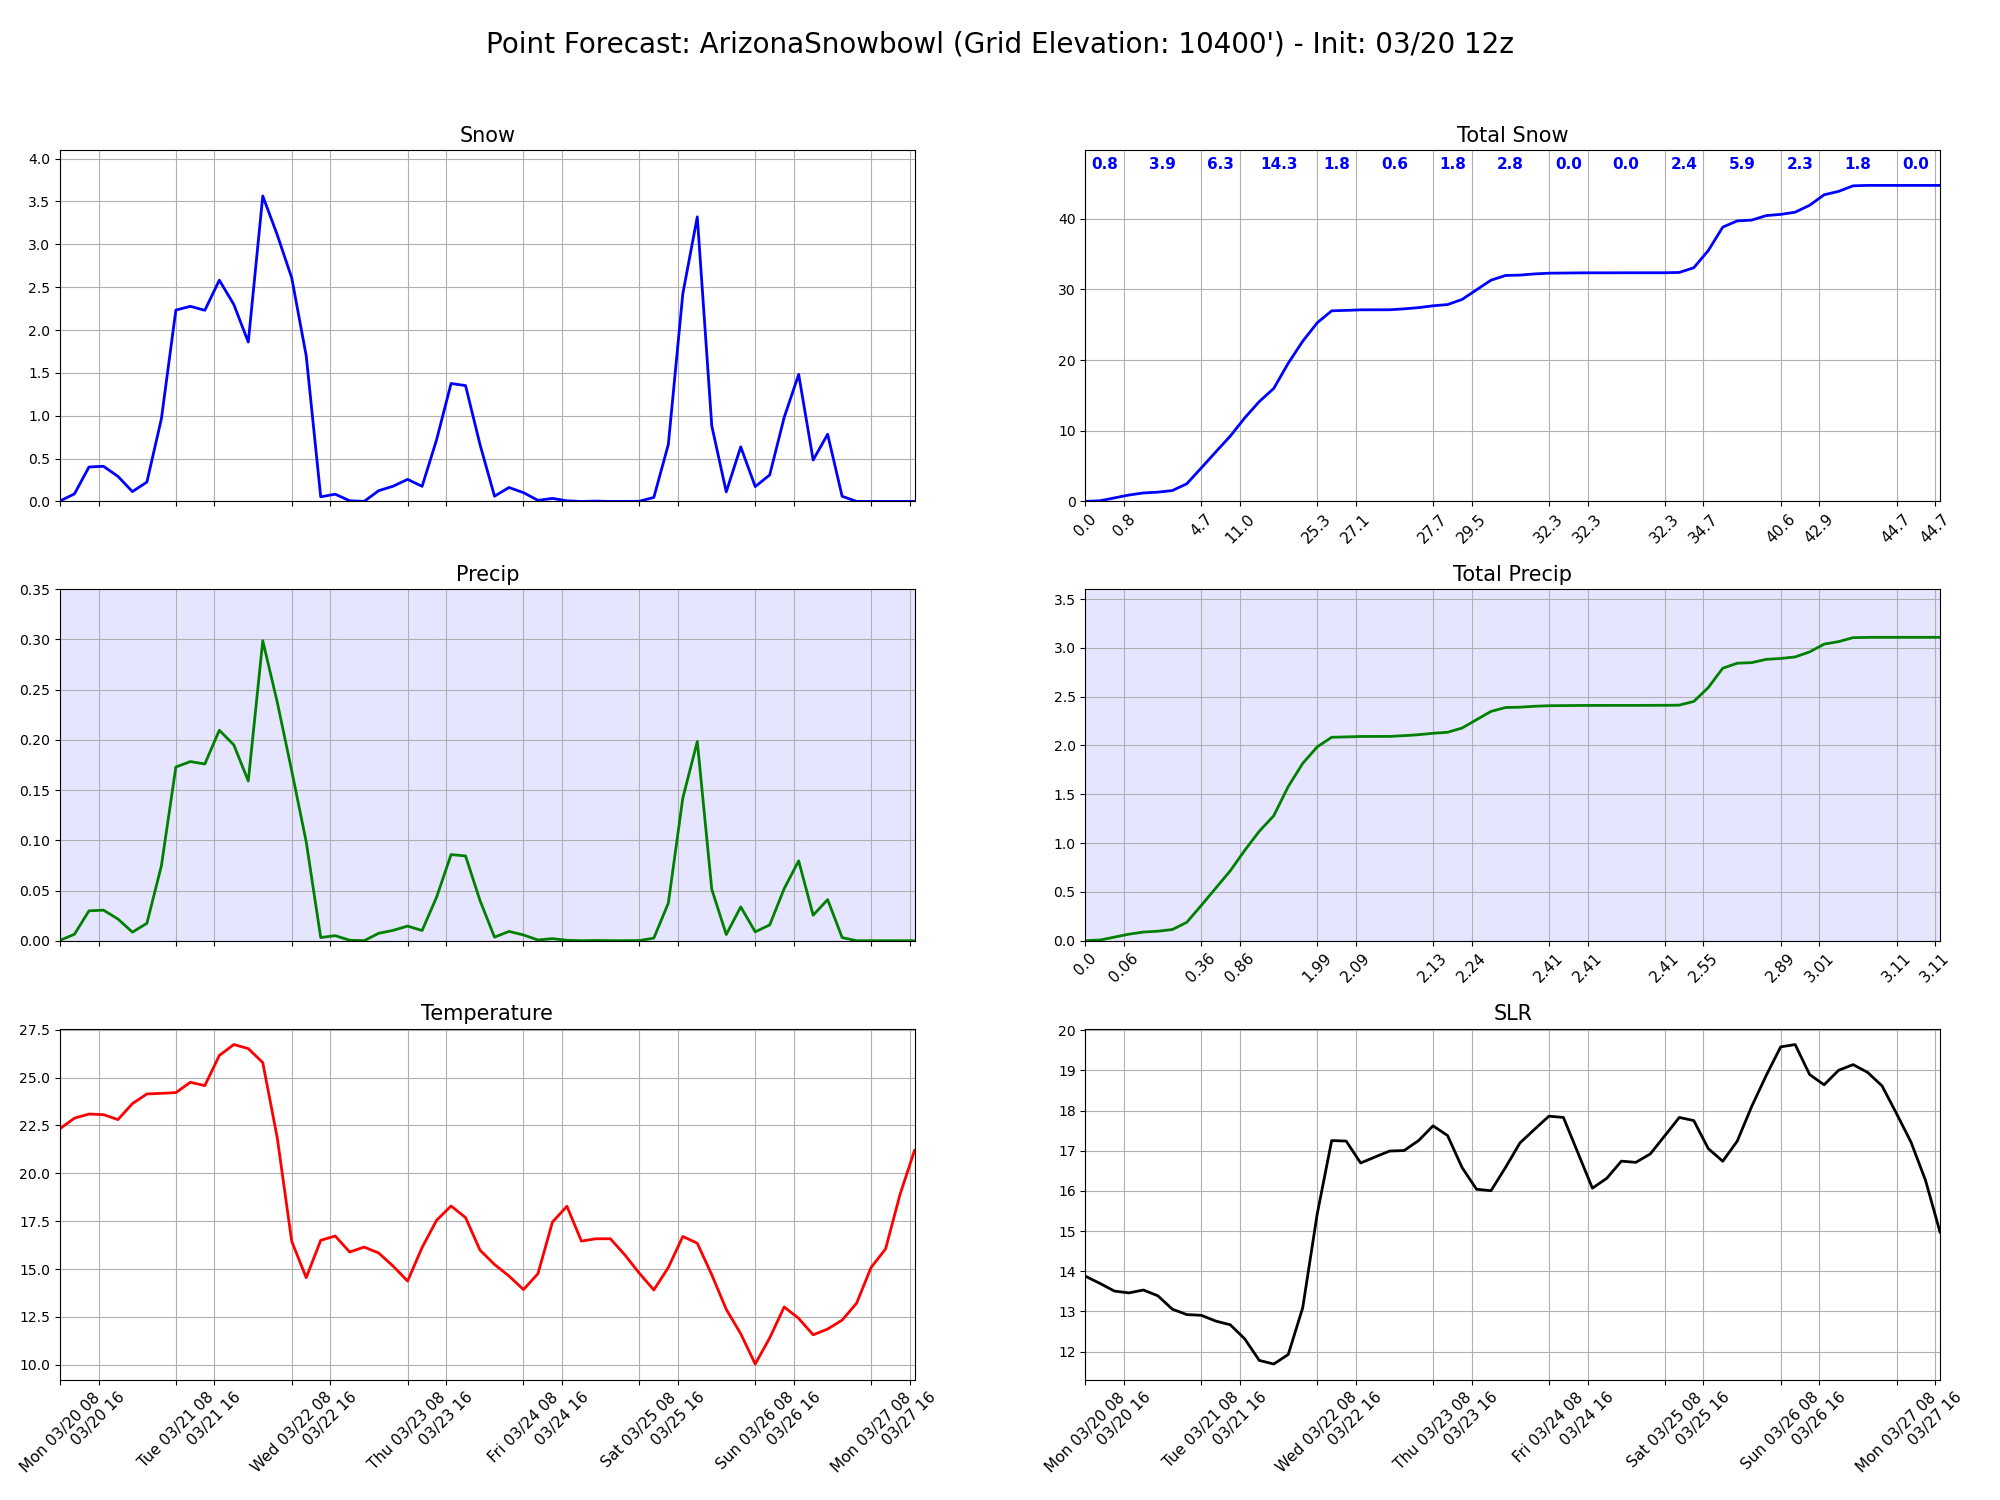 Point Forecast: ArizonaSnowbowl (Grid Elevation: 10400') - Init: 03/20 12z
Snow
4.0
3.5
3.0
2.5
2.0
1.5
1.0
0.5
0.0
Total Snow
0.8 3.9 6.3 14.3 1.8 0.6 1.8 2.8 0.0 0.0 2.4 5.9 2.3 1.8 0.0
40
30
20
10
0
0.0 0.8 4.7 11.0 25.3 27.1 27.7 29.5 32.3 32.3 32.3 34.7 40.6 42.9 44.7 44.7
Precip
0.35
0.30
0.25
0.20
0.15
0.10
0.05
0.00
Total Precip
3.5
3.0
2.5
2.0
1.5
1.0
0.5
0.0
0.0 0.06 0.36 0.86 1.99 2.09 2.13 2.24 2.41 2.41 2.41 2.55 2.89 3.01 3.11 3.11
Temperature
27.5
25.0
22.5
20.0
17.5
15.0
12.5
10.0
Mon 03/20 08
03/20 16
Tue 03/21 08
03/21 16
Wed 03/22 08
03/22 16
Thu 03/23 08
03/23 16
Fri 03/24 08
03/24 16
Sat 03/25 08
03/25 16
Sun 03/26 08
03/26 16
Mon 03/27 08
03/27 16
SLR
20
19
18
17
16
15
14
13
12
Mon 03/20 08
03/20 16
Tue 03/21 08
03/21 16
Wed 03/22 08
03/22 16
Thu 03/23 08
03/23 16
Fri 03/24 08
03/24 16
Sat 03/25 08
03/25 16
Sun 03/26 08
03/26 16
Mon 03/27 08
03/27 16